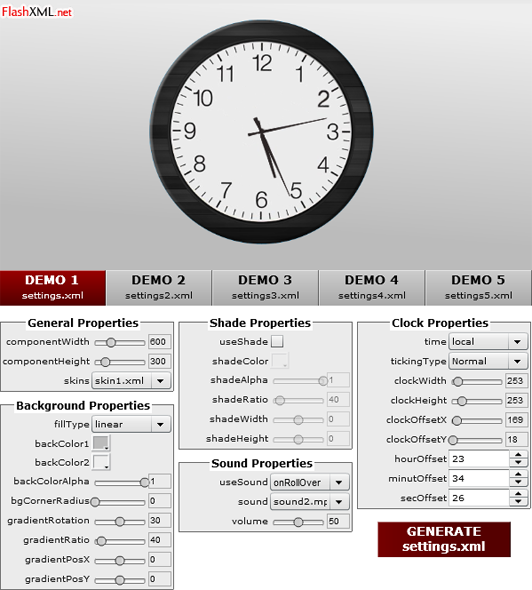 FlashXML.net
12
1
2
3
4
5
6
7
8
9
10
11
DEMO 1
settings.xml
DEMO 2
settings2.xml
DEMO 3
settings3.xml
DEMO 4
settings4.xml
DEMO 5
settings5.xml
General Properties
componentWidth 600
componentHeight 300
skins skin1.xml
Background Properties
fillType linear
backColor1
backColor2
backColorAlpha 1
bgCornerRadius 0
gradientRotation 30
gradientRatio 40
gradientPosX 0
gradientPosY 0
Shade Properties
useShade
shadeColor
shadeAlpha 1
shadeRatio 40
shadeWidth 0
shadeHeight 0
Sound Properties
useSound onRollOver
sound sound2.mp
volume 50
Clock Properties
time local
tickingType Normal
clockWidth 253
clockHeight 253
clockOffsetX 169
clockOffsetY 18
hourOffset 23
minutOffset 34
secOffset 26
GENERATE
settings.xml